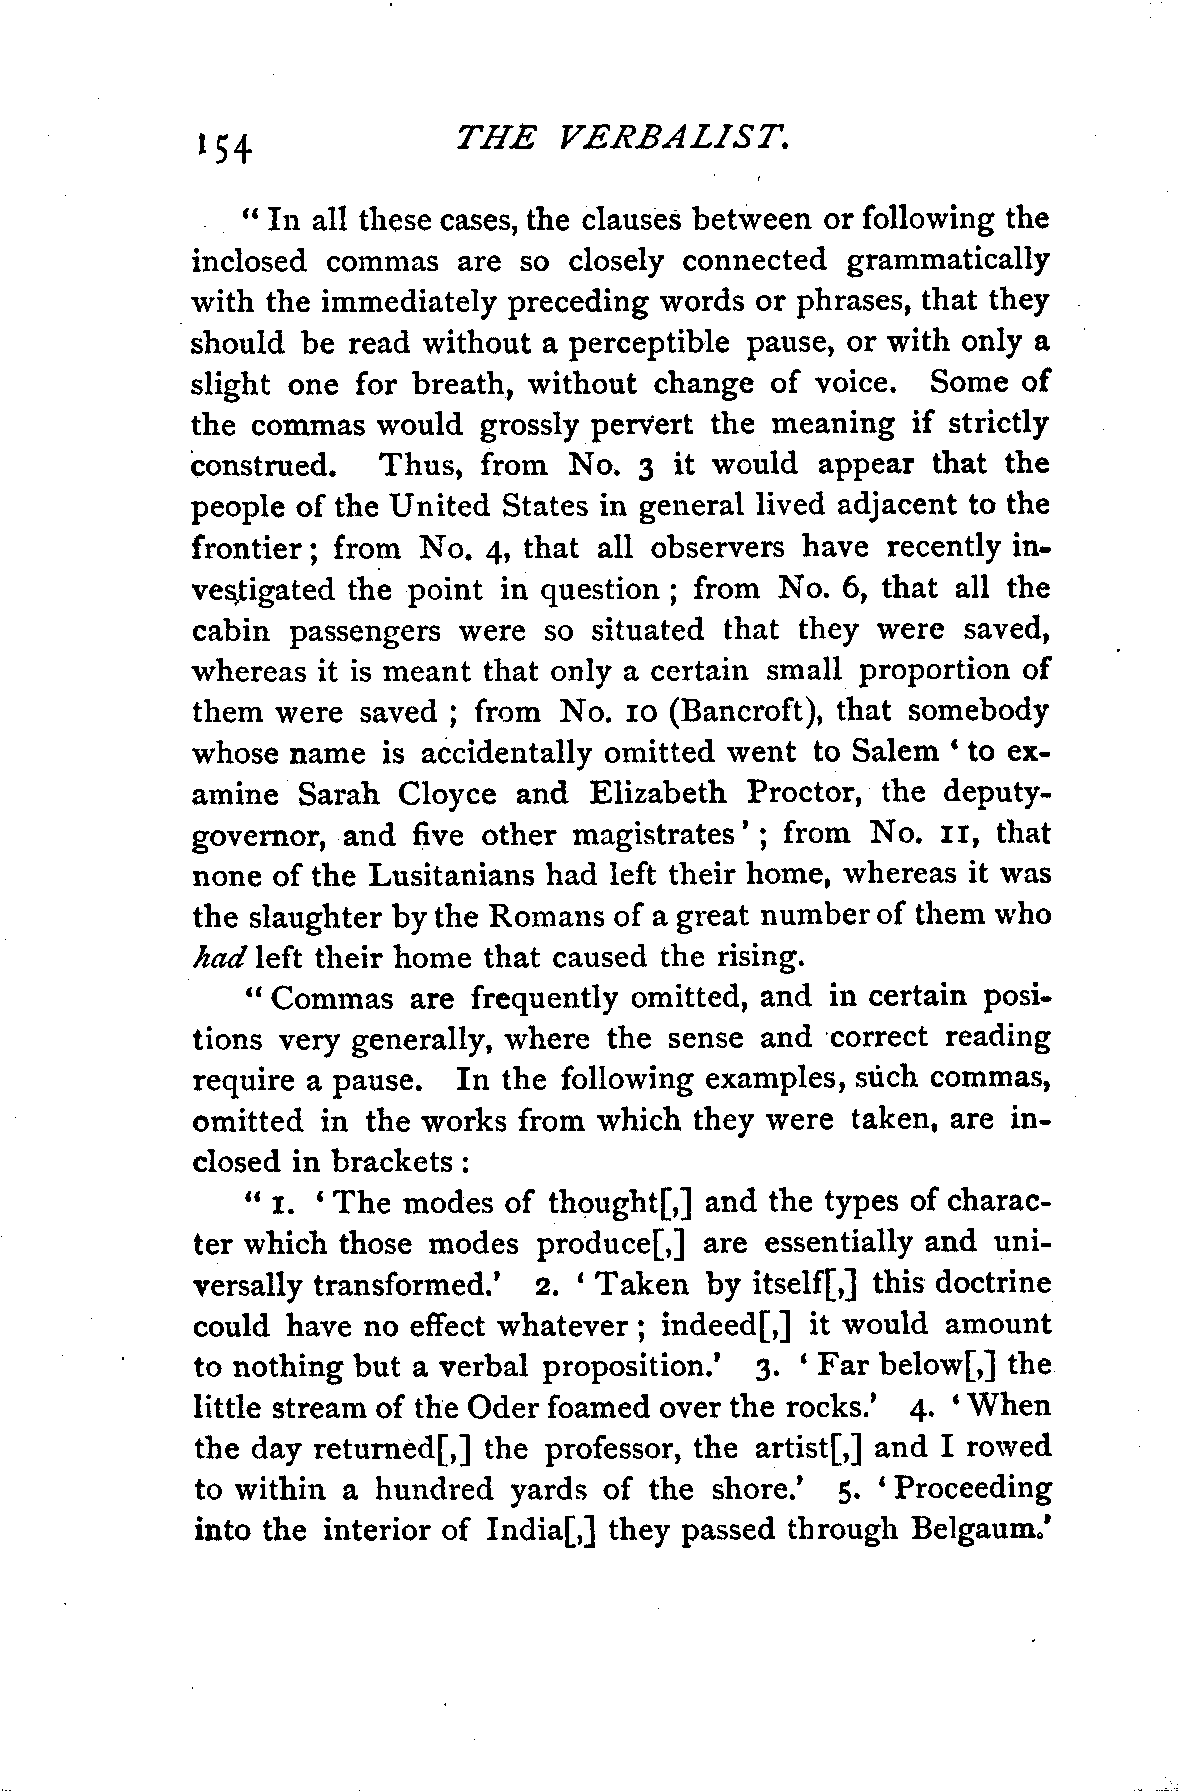 154 THE VERBALIST.
“ In all these cases, the clauses between or following the
inclosed commas are so closely connected grammatically
with the immediately preceding words or phrases, that they
should be read without a perceptible pause, or with only a
slight one for breath, without change of voice. Some of
the commas would grossly pervert the meaning if strictly
construed. Thus, from No. 3 it would appear that the
people of the United States in general lived adjacent to the
frontier ; from No. 4, that all observers have recently in-
vestigated the point in question ; from No. 6, that all the
cabin passengers were so situated that they were saved,
whereas it is meant that only a certain small proportion of
them were saved ; from No. 10 (Bancroft), that somebody
whose name is accidentally omitted went to Salem ‘ to ex-
amine Sarah Cloyce and Elizabeth Proctor, the deputy-
governor, and five other magistrates ’ ; from No. 11, that
none of the Lusitanians had left their home, whereas it was
the slaughter by the Romans of a great number of them who
had left their home that caused the rising.
“ Commas are frequently omitted, and in certain posi-
tions very generally, where the sense and correct reading
require a pause. In the following examples, such commas,
omitted in the works from which they were taken, are in-
closed in brackets :
“ 1. ‘ The modes of thought[,] and the types of charac-
ter which those modes produce[,] are essentially and uni-
versally transformed.’ 2. ‘ Taken by itself[,] this doctrine
could have no effect whatever ; indeed[,] it would amount
to nothing but a verbal proposition.’ 3. ‘ Far below[,] the
little stream of the Oder foamed over the rocks.’ 4. ‘ When
the day returned[,] the professor, the artist[,] and I rowed
to within a hundred yards of the shore.’ 5. ‘ Proceeding
into the interior of India[,] they passed through Belgaum.’